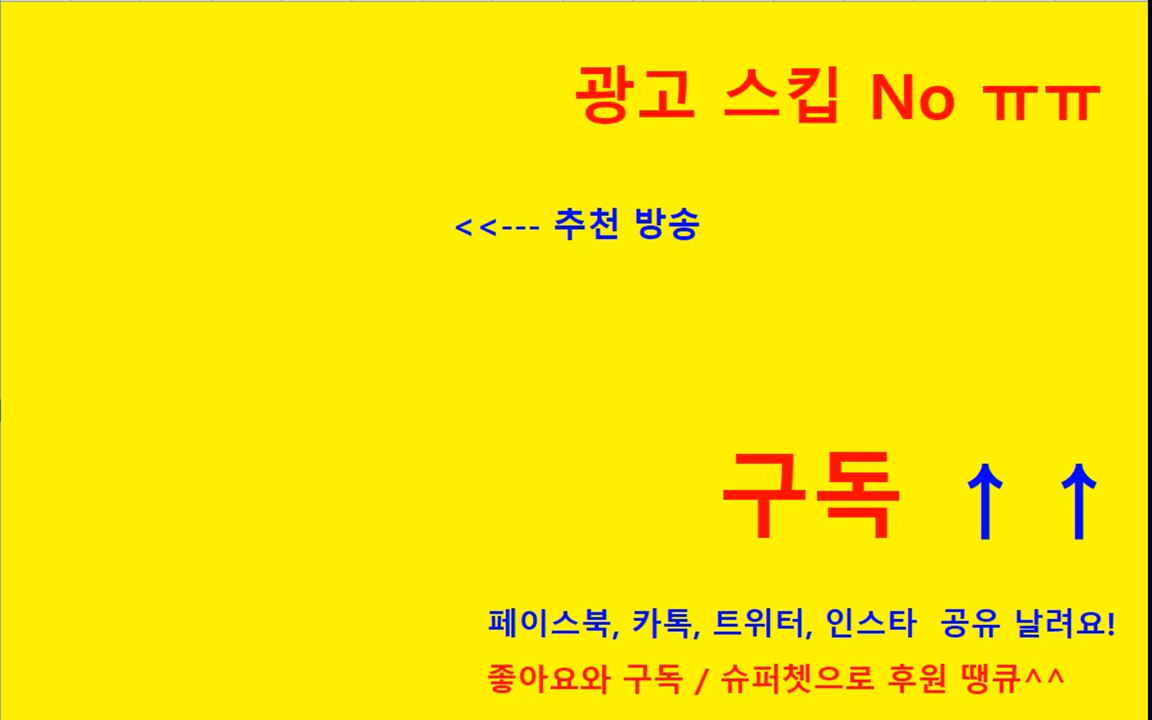 광고 스킵 No ㅠㅠ
<<--- 추천 방송
구독 ↑ ↑
페이스북, 카톡, 트위터, 인스타 공유 날려요!
좋아요와 구독 / 슈퍼쳇으로 후원 땡큐^^